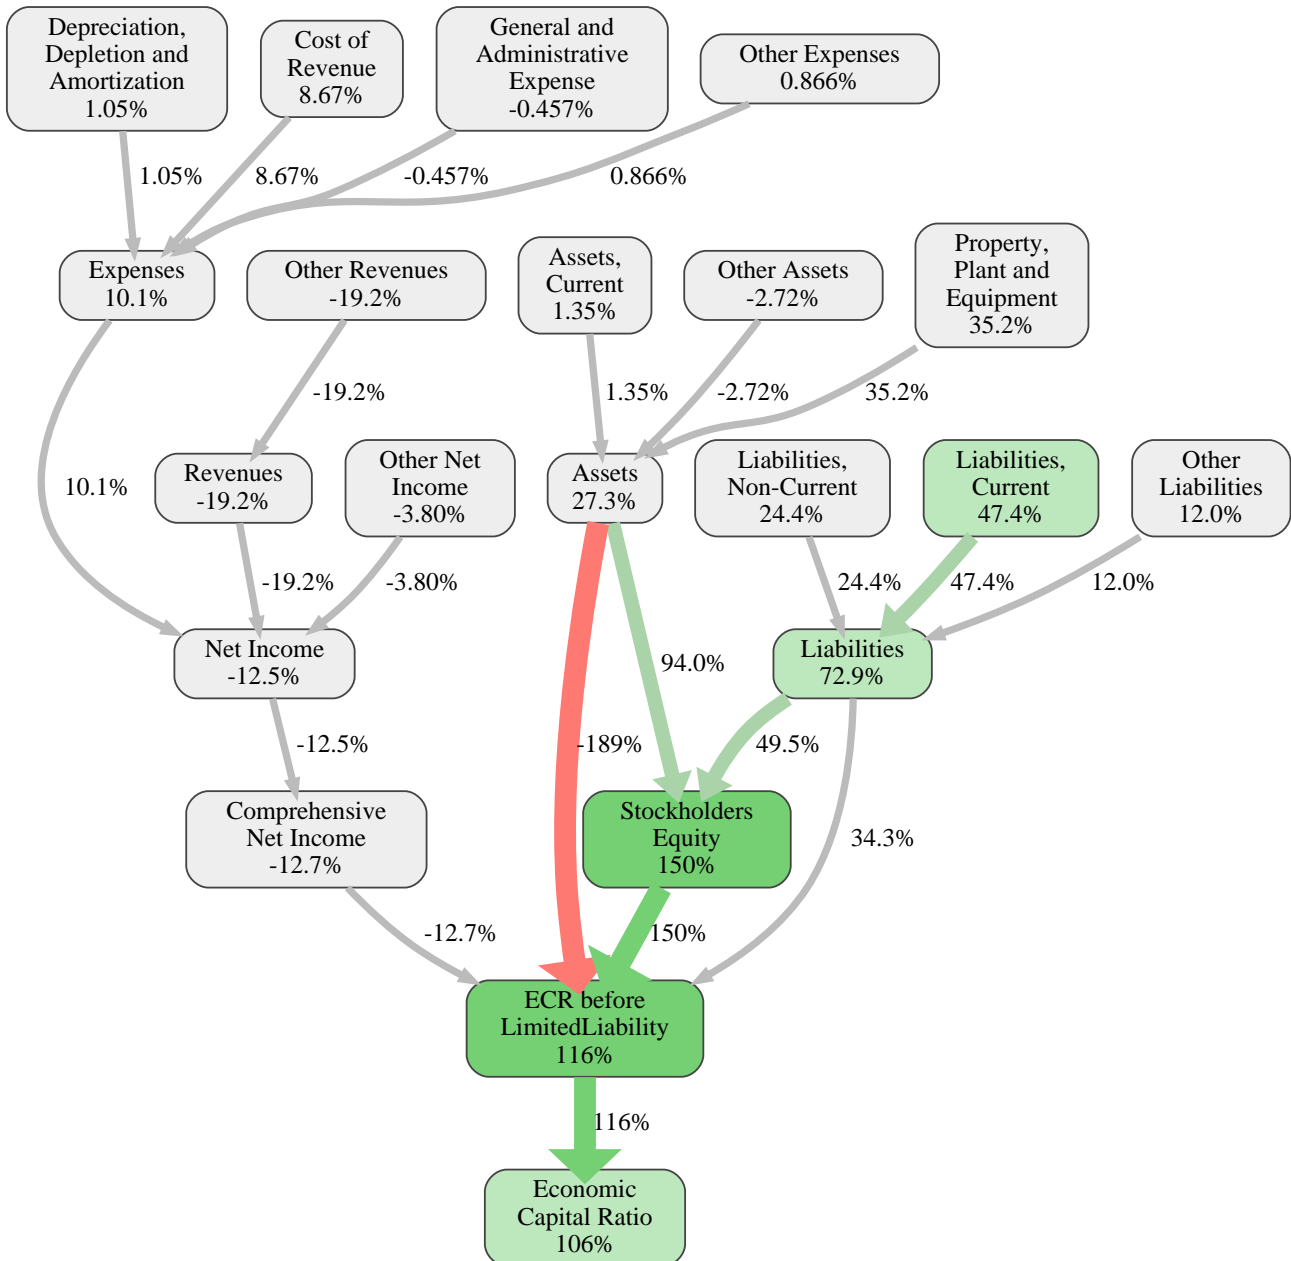 Depreciation,
Depletion and
Amortization
1.05%
Cost of
Revenue
8.67%
General and
Administrative
Expense
-0.457%
Other Expenses
0.866%
1.05%
8.67%
-0.457%
0.866%
Expenses
10.1%
Other Revenues
-19.2%
Assets,
Current
1.35%
Other Assets
-2.72%
Property,
Plant and
Equipment
35.2%
-19.2%
1.35%
-2.72%
35.2%
10.1%
Revenues
-19.2%
Other Net
Income
-3.80%
Assets
27.3%
Liabilities,
Non-Current
24.4%
Liabilities,
Current
47.4%
Other
Liabilities
12.0%
-19.2%
-3.80%
24.4%
47.4%
12.0%
Net Income
-12.5%
94.0%
Liabilities
72.9%
-12.5%
-189%
49.5%
Comprehensive
Net Income
-12.7%
Stockholders
Equity
150%
34.3%
-12.7%
150%
ECR before
LimitedLiability
116%
116%
Economic
Capital Ratio
106%